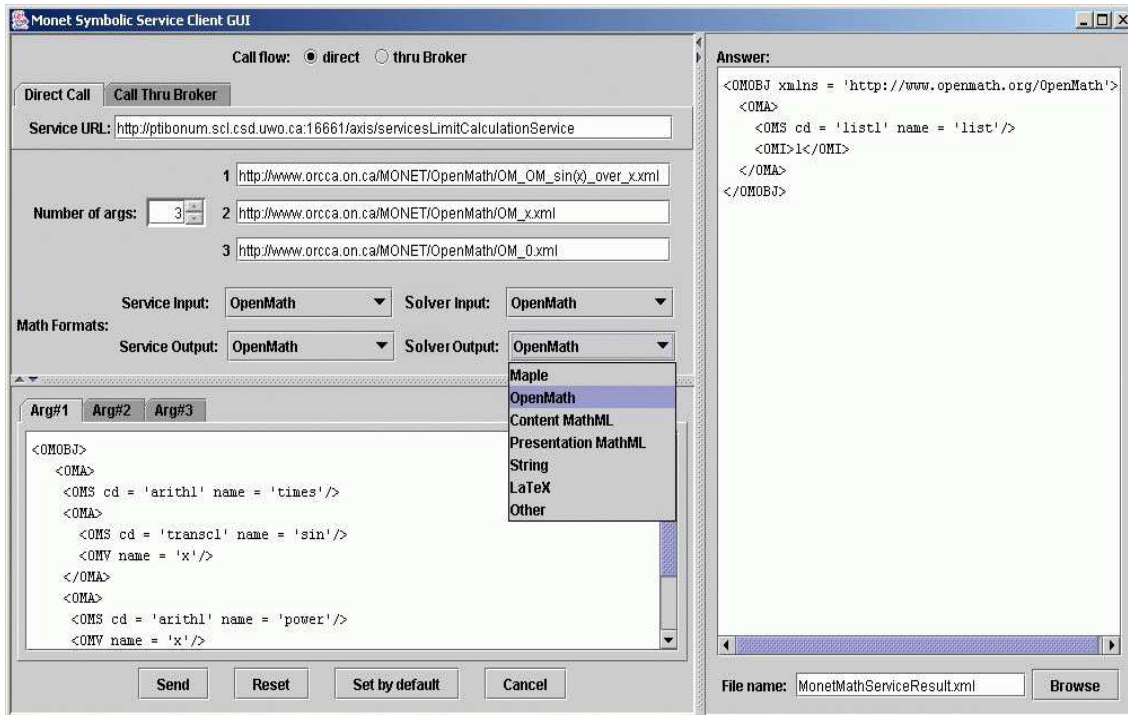 Monet Symbolic Service Client GUI
Call flow: direct thru Broker
Direct Call Call Thru Broker
Service URL: http://ptibonum.scl.csd.uwo.ca:16661/axis/servicesLimitCalculationService
Number of args: 3
1 http://www.orcca.on.ca/MONET/OpenMath/OM_OM_sin(x)_over_x.xml
2 http://www.orcca.on.ca/MONET/OpenMath/OM_x.xml
3 http://www.orcca.on.ca/MONET/OpenMath/OM_0.xml
Math Formats:
Service Input: OpenMath Solver Input: OpenMath
Service Output: OpenMath Solver Output: OpenMath
Maple
OpenMath
Content MathML
Presentation MathML
String
LaTeX
Other
Arg#1 Arg#2 Arg#3
<OMOBJ>
<OMA>
<OMS cd = 'arith1' name = 'times'/>
<OMA>
<OMS cd = 'transc1' name = 'sin'/>
<OMV name = 'x'/>
</OMA>
<OMA>
<OMS cd = 'arith1' name = 'power'/>
<OMV name = 'x'/>
Send Reset Set by default Cancel
Answer:
<OMOBJ xmlns = 'http://www.openmath.org/OpenMath'>
<OMA>
<OMS cd = 'list1' name = 'list'/>
<OMI>1</OMI>
</OMA>
</OMOBJ>
File name: MonetMathServiceResult.xml Browse